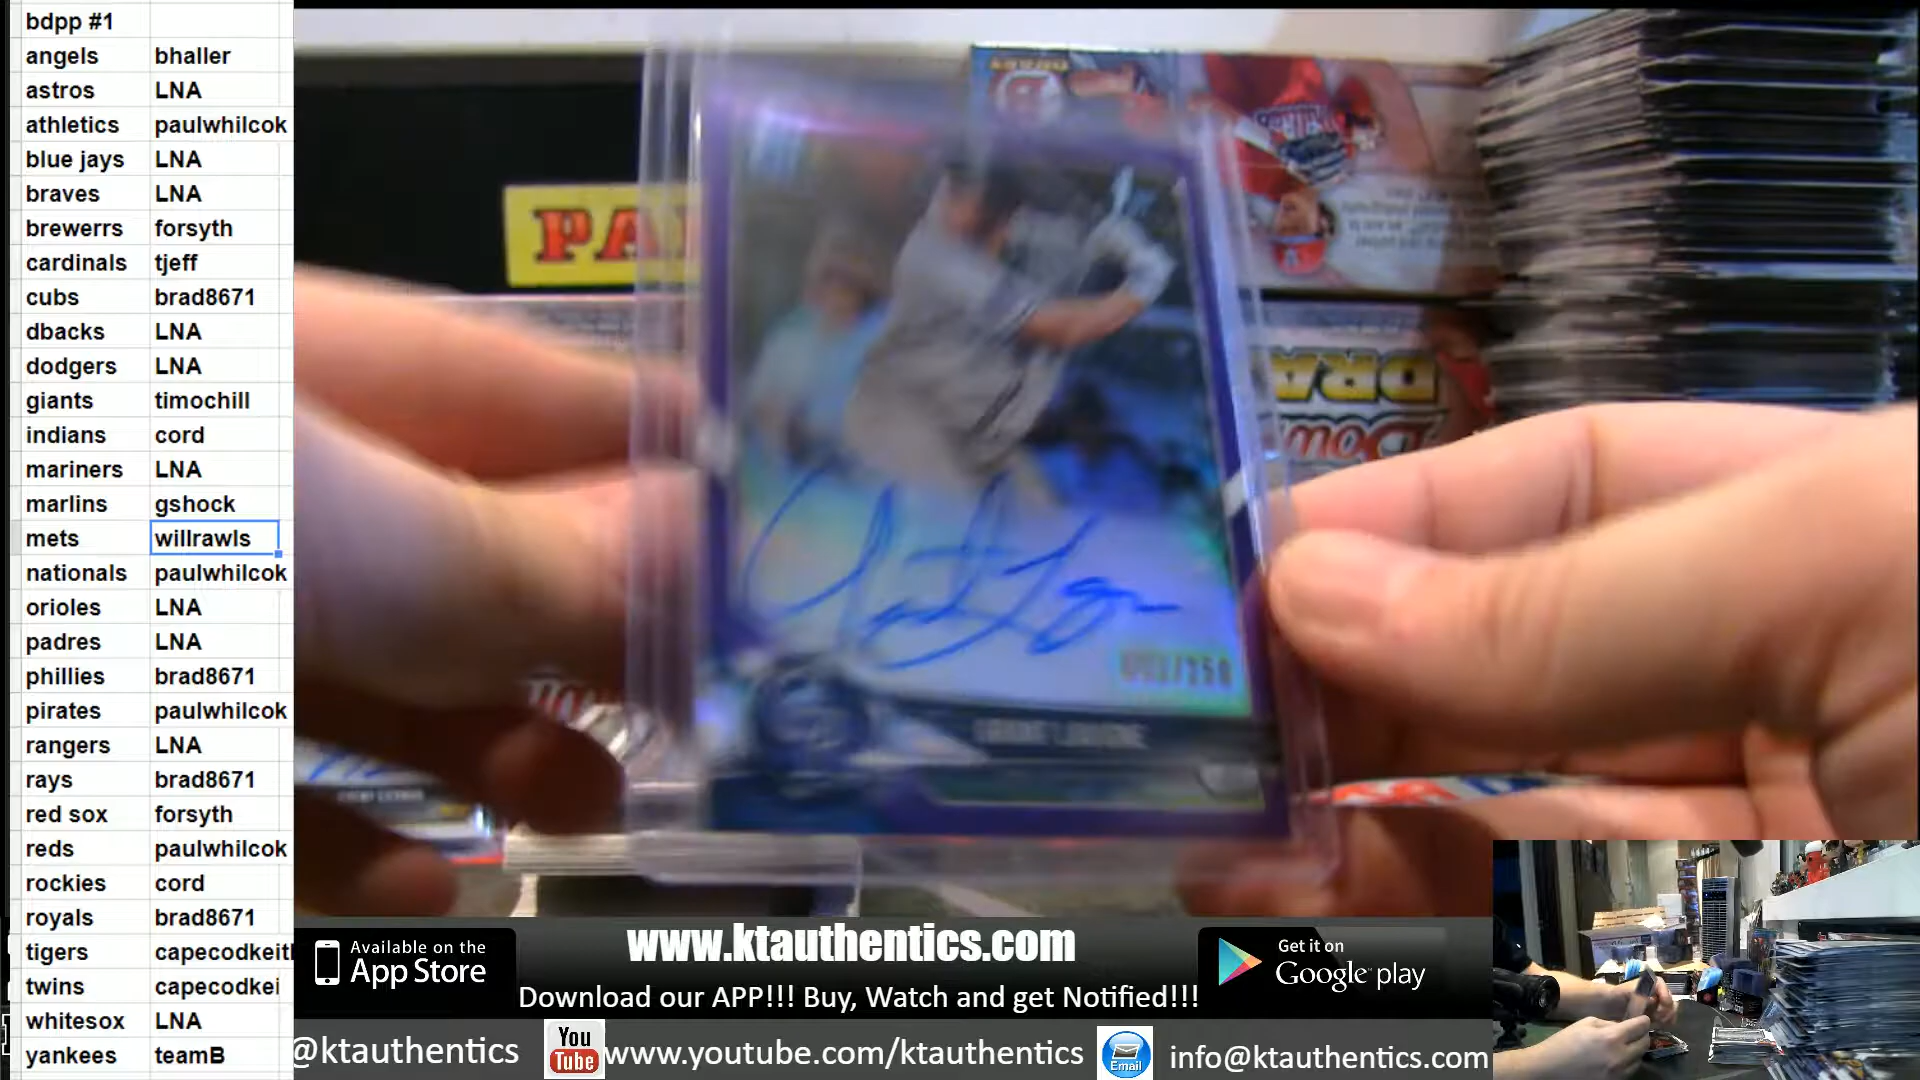 bdpp #1
angels bhaller
astros LNA
athletics paulwhilcok
blue jays LNA
braves LNA
brewerrs forsyth
cardinals tjeff
cubs brad8671
dbacks LNA
dodgers LNA
giants timochill
indians cord
mariners LNA
marlins gshock
mets willrawls
nationals paulwhilcok
orioles LNA
padres LNA
phillies brad8671
pirates paulwhilcok
rangers LNA
rays brad8671
red sox forsyth
reds paulwhilcok
rockies cord
royals brad8671
tigers capecodkeit
twins capecodkei
whitesox LNA
yankees teamB
PA
DRA
Available on the
App Store
www.ktauthentics.com
Download our APP!!! Buy, Watch and get Notified!!!
Get it on
Google play
@ktauthentics
You
Tube
www.youtube.com/ktauthentics
Email
info@ktauthentics.com